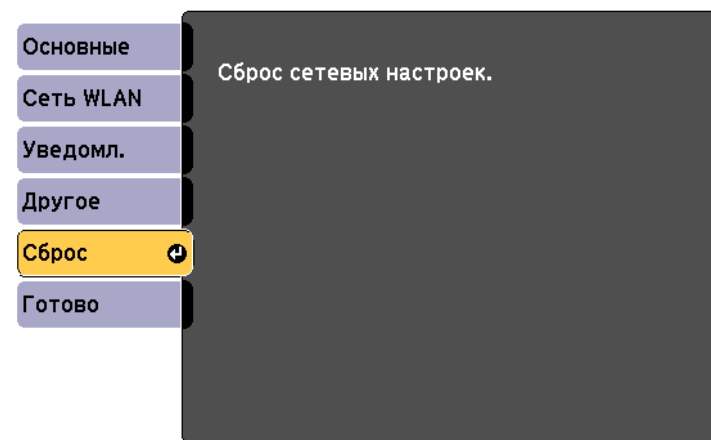 Основные
Сеть WLAN
Уведомл.
Другое
Сброс
Готово
Сброс сетевых настроек.